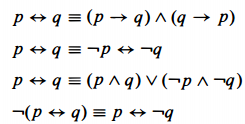 p ↔ q ≡ (p → q) ∧ (q → p)
p ↔ q ≡ ¬p ↔ ¬q
p ↔ q ≡ (p ∧ q) ∨ (¬p ∧ ¬q)
¬(p ↔ q) ≡ p ↔ ¬q